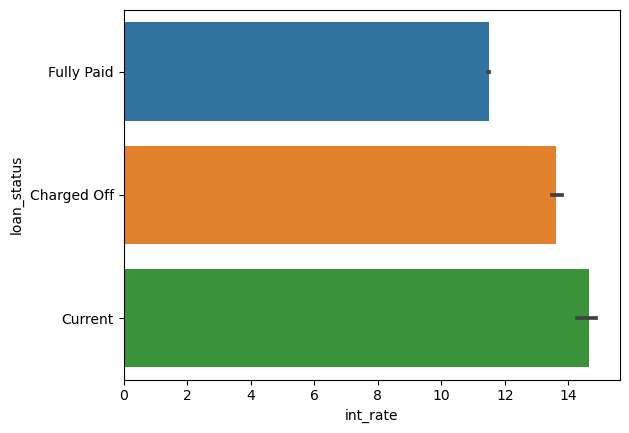 Fully Paid
Charged Off
Current
loan_status
0 2 4 6 8 10 12 14
int_rate